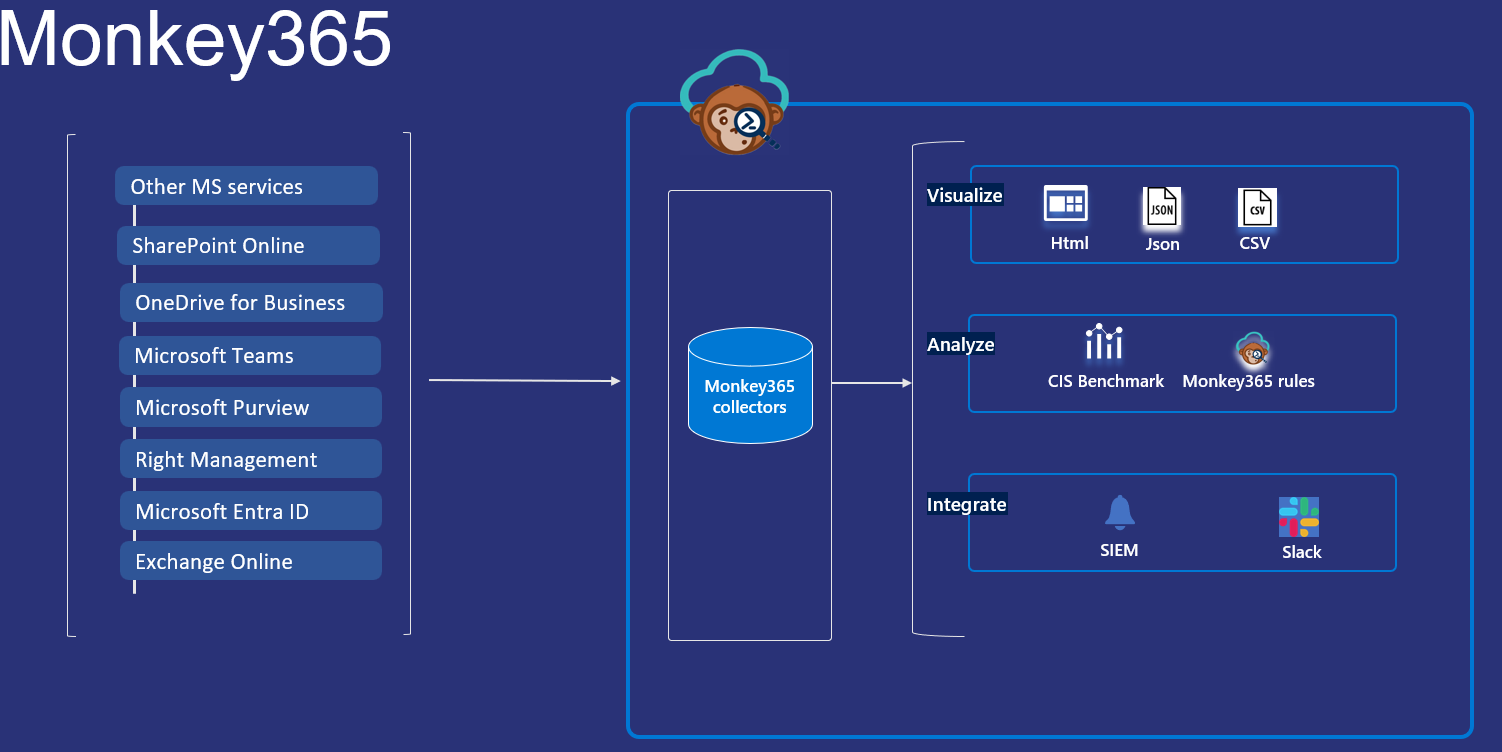 Monkey365
Other MS services
SharePoint Online
OneDrive for Business
Microsoft Teams
Microsoft Purview
Right Management
Microsoft Entra ID
Exchange Online
Monkey365
collectors
Visualize
JSON
CSV
Html
Json
CSV
Analyze
CIS Benchmark
Monkey365 rules
Integrate
SIEM
Slack